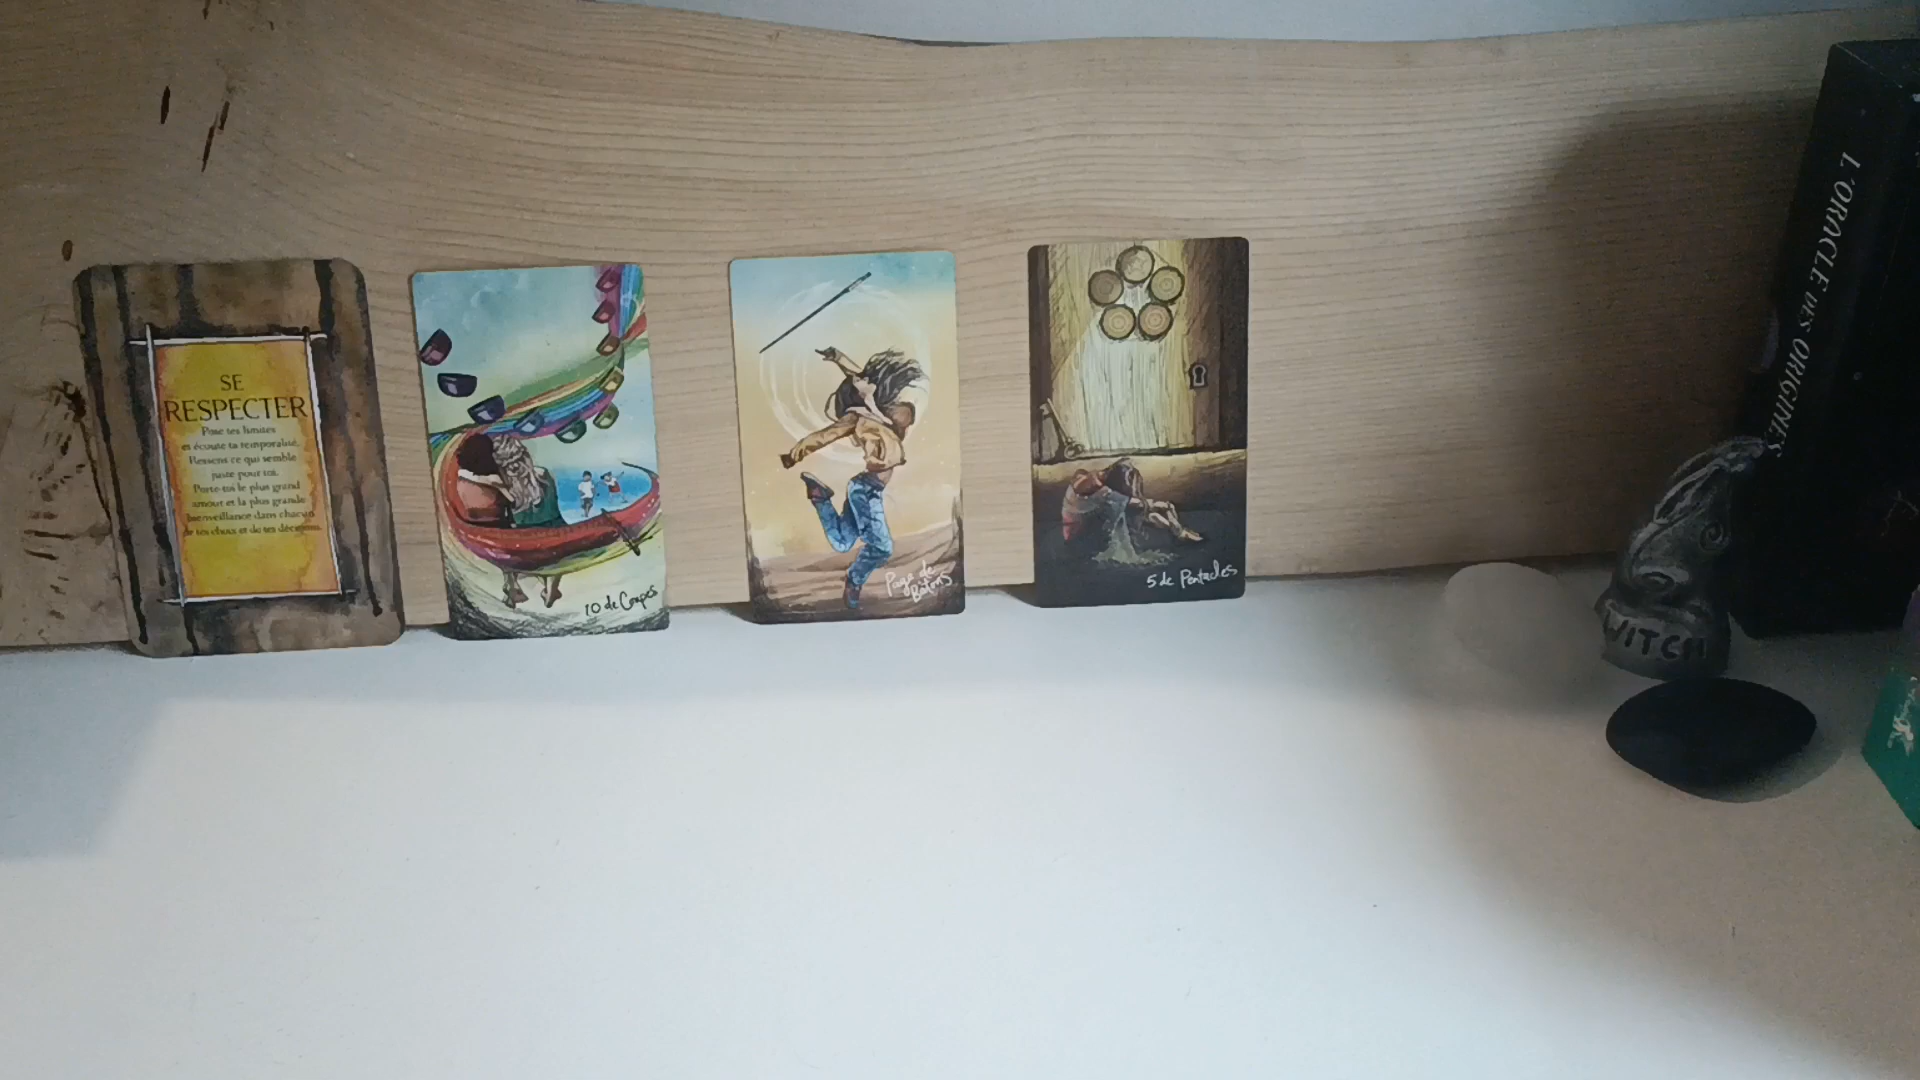 SE
RESPECTER
Pose tes limites
et écoute ta temporalité.
Ressens ce qui semble
juste pour toi.
Porte-toi le plus grand
amour et la plus grande
bienveillance dans chacun
de tes choix et de tes décisions.
10 de Coupes
Page de
Bâtons
5 de Pentacles
L'ORACLE DES ORIGINES
WITCH